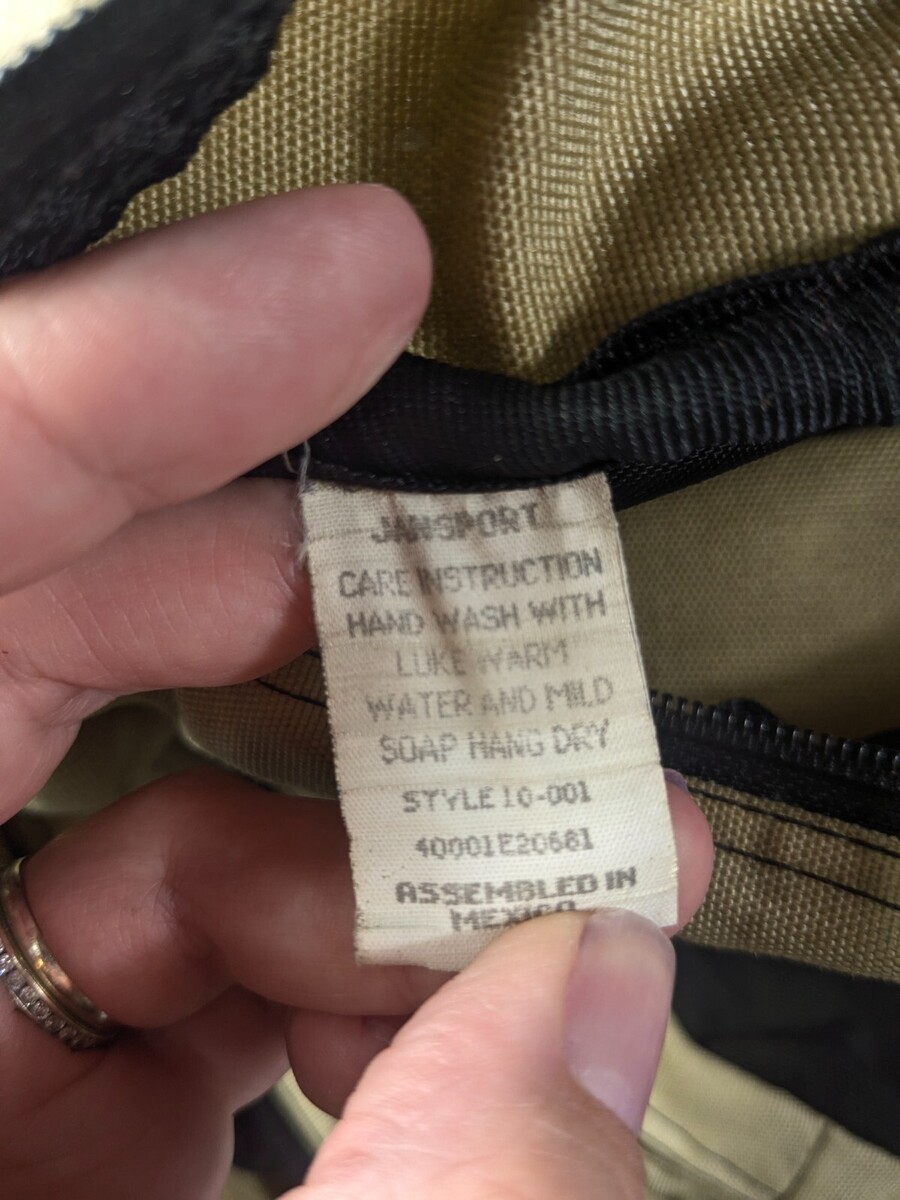 JANSPORT
CARE INSTRUCTION
HAND WASH WITH
LUKE WARM
WATER AND MILD
SOAP HANG DRY
STYLE 10-001
40001E20681
ASSEMBLED IN
MEXICO